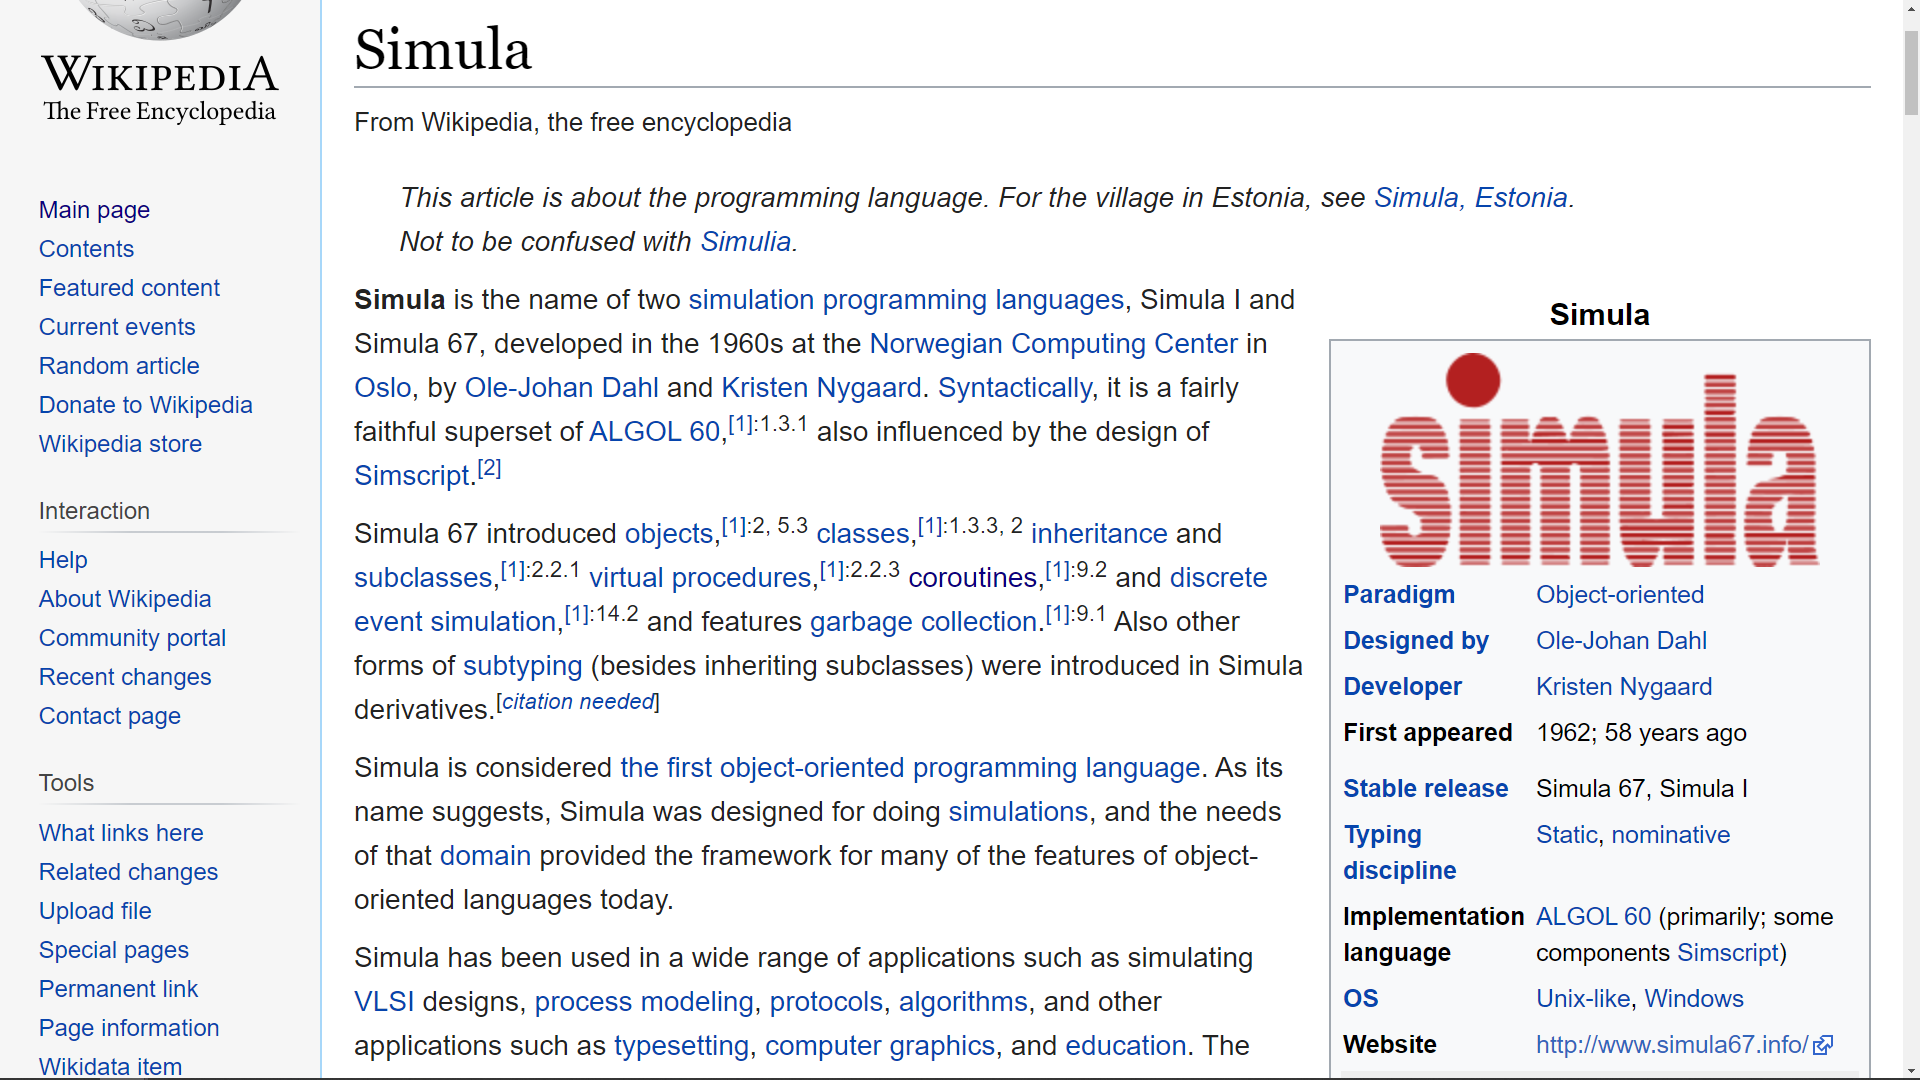 WIKIPEDIA
The Free Encyclopedia
Main page
Contents
Featured content
Current events
Random article
Donate to Wikipedia
Wikipedia store
Interaction
Help
About Wikipedia
Community portal
Recent changes
Contact page
Tools
What links here
Related changes
Upload file
Special pages
Permanent link
Page information
Wikidata item
Simula
From Wikipedia, the free encyclopedia
This article is about the programming language. For the village in Estonia, see Simula, Estonia.
Not to be confused with Simulia.
Simula is the name of two simulation programming languages, Simula I and
Simula 67, developed in the 1960s at the Norwegian Computing Center in
Oslo, by Ole-Johan Dahl and Kristen Nygaard. Syntactically, it is a fairly
faithful superset of ALGOL 60,[1]:1.3.1 also influenced by the design of
Simscript.[2]
Simula 67 introduced objects,[1]:2, 5.3 classes,[1]:1.3.3, 2 inheritance and
subclasses,[1]:2.2.1 virtual procedures,[1]:2.2.3 coroutines,[1]:9.2 and discrete
event simulation,[1]:14.2 and features garbage collection.[1]:9.1 Also other
forms of subtyping (besides inheriting subclasses) were introduced in Simula
derivatives.[citation needed]
Simula is considered the first object-oriented programming language. As its
name suggests, Simula was designed for doing simulations, and the needs
of that domain provided the framework for many of the features of object-
oriented languages today.
Simula has been used in a wide range of applications such as simulating
VLSI designs, process modeling, protocols, algorithms, and other
applications such as typesetting, computer graphics, and education. The
Simula
simula
Paradigm Object-oriented
Designed by Ole-Johan Dahl
Developer Kristen Nygaard
First appeared 1962; 58 years ago
Stable release Simula 67, Simula I
Typing Static, nominative
discipline
Implementation ALGOL 60 (primarily; some
language components Simscript)
OS Unix-like, Windows
Website http://www.simula67.info/